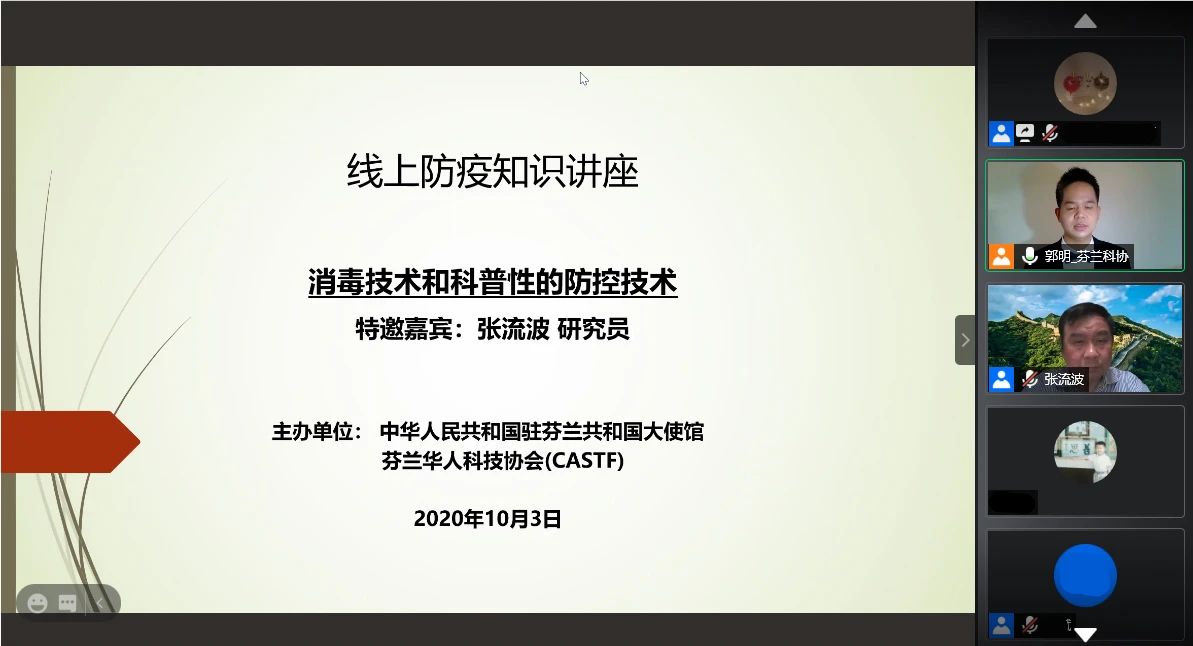 线上防疫知识讲座
消毒技术和科普性的防控技术
特邀嘉宾：张流波 研究员
主办单位： 中华人民共和国驻芬兰共和国大使馆
芬兰华人科技协会(CASTF)
2020年10月3日
郭明_芬兰科协
张流波